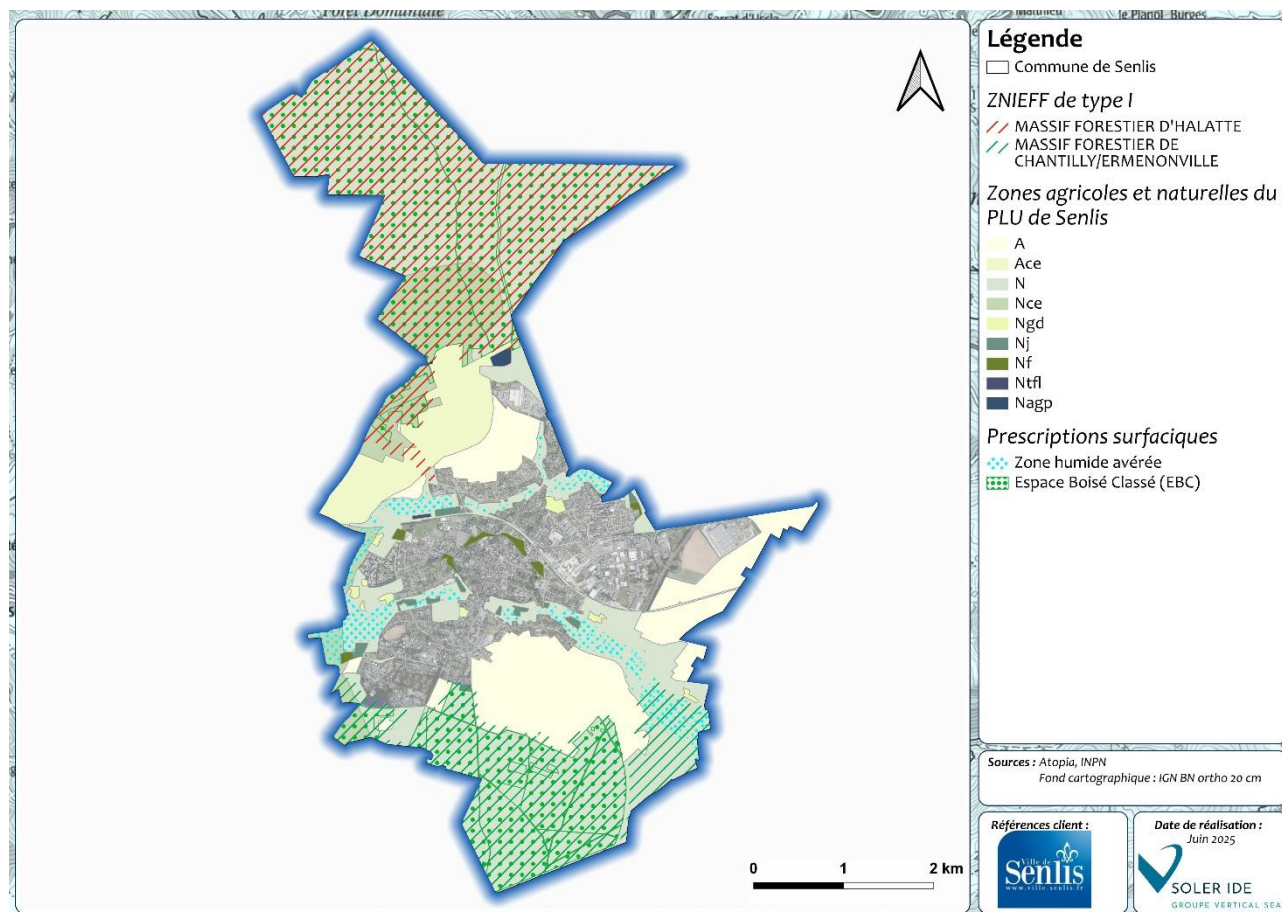 Forêt Domaniale
Légende
Commune de Senlis
ZNIEFF de type I
MASSIF FORESTIER D'HALATTE
MASSIF FORESTIER DE
CHANTILLY/ERMENONVILLE
Zones agricoles et naturelles du
PLU de Senlis
A
Ace
N
Nce
Ngd
Nj
Nf
Ntfl
Nagp
Prescriptions surfaciques
Zone humide avérée
Espace Boisé Classé (EBC)
0 1 2 km
Sources : Atopia, INPN
Fond cartographique : IGN BN ortho 20 cm
Références client :
Ville de
Senlis
www.ville-senlis.fr
Date de réalisation :
Juin 2025
SOLER IDE
GROUPE VERTICAL SEA